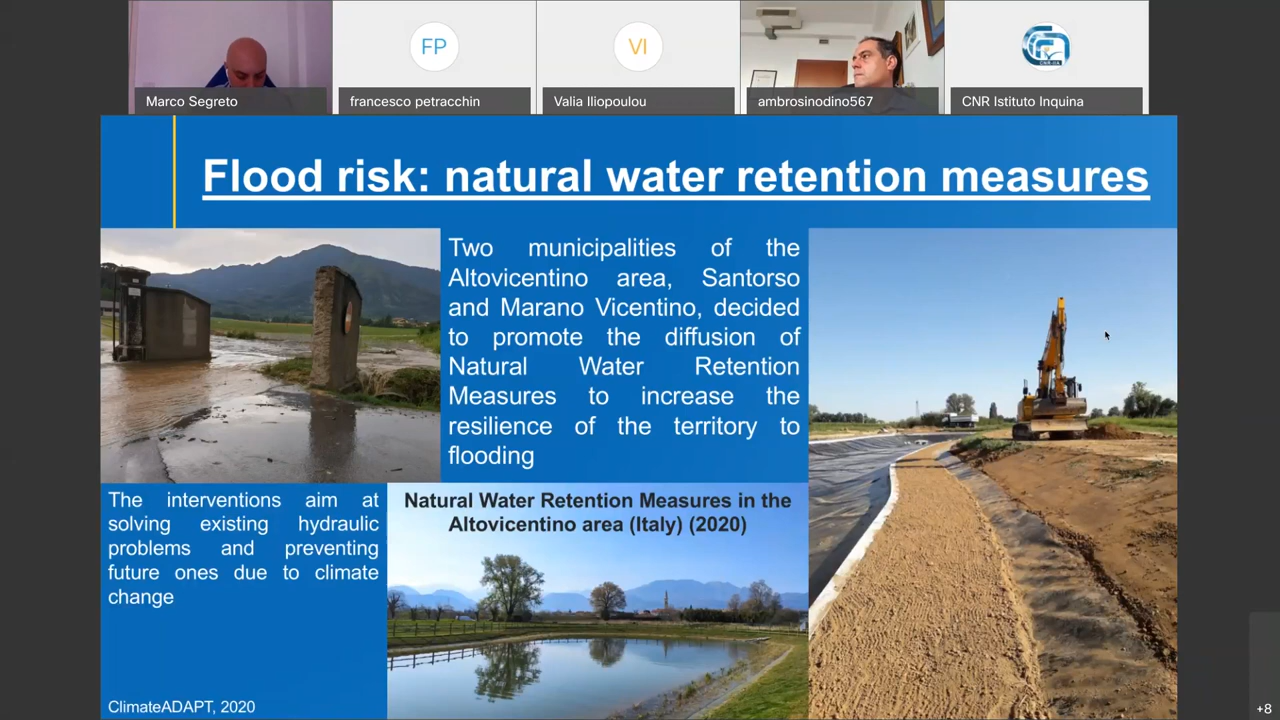 FP
VI
Marco Segreto
francesco petracchin
Valia Iliopoulou
ambrosinodino567
CNR Istituto Inquina
Flood risk: natural water retention measures
Two municipalities of the
Altovicentino area, Santorso
and Marano Vicentino, decided
to promote the diffusion of
Natural Water Retention
Measures to increase the
resilience of the territory to
flooding
The interventions aim at
solving existing hydraulic
problems and preventing
future ones due to climate
change
Natural Water Retention Measures in the
Altovicentino area (Italy) (2020)
ClimateADAPT, 2020
+8